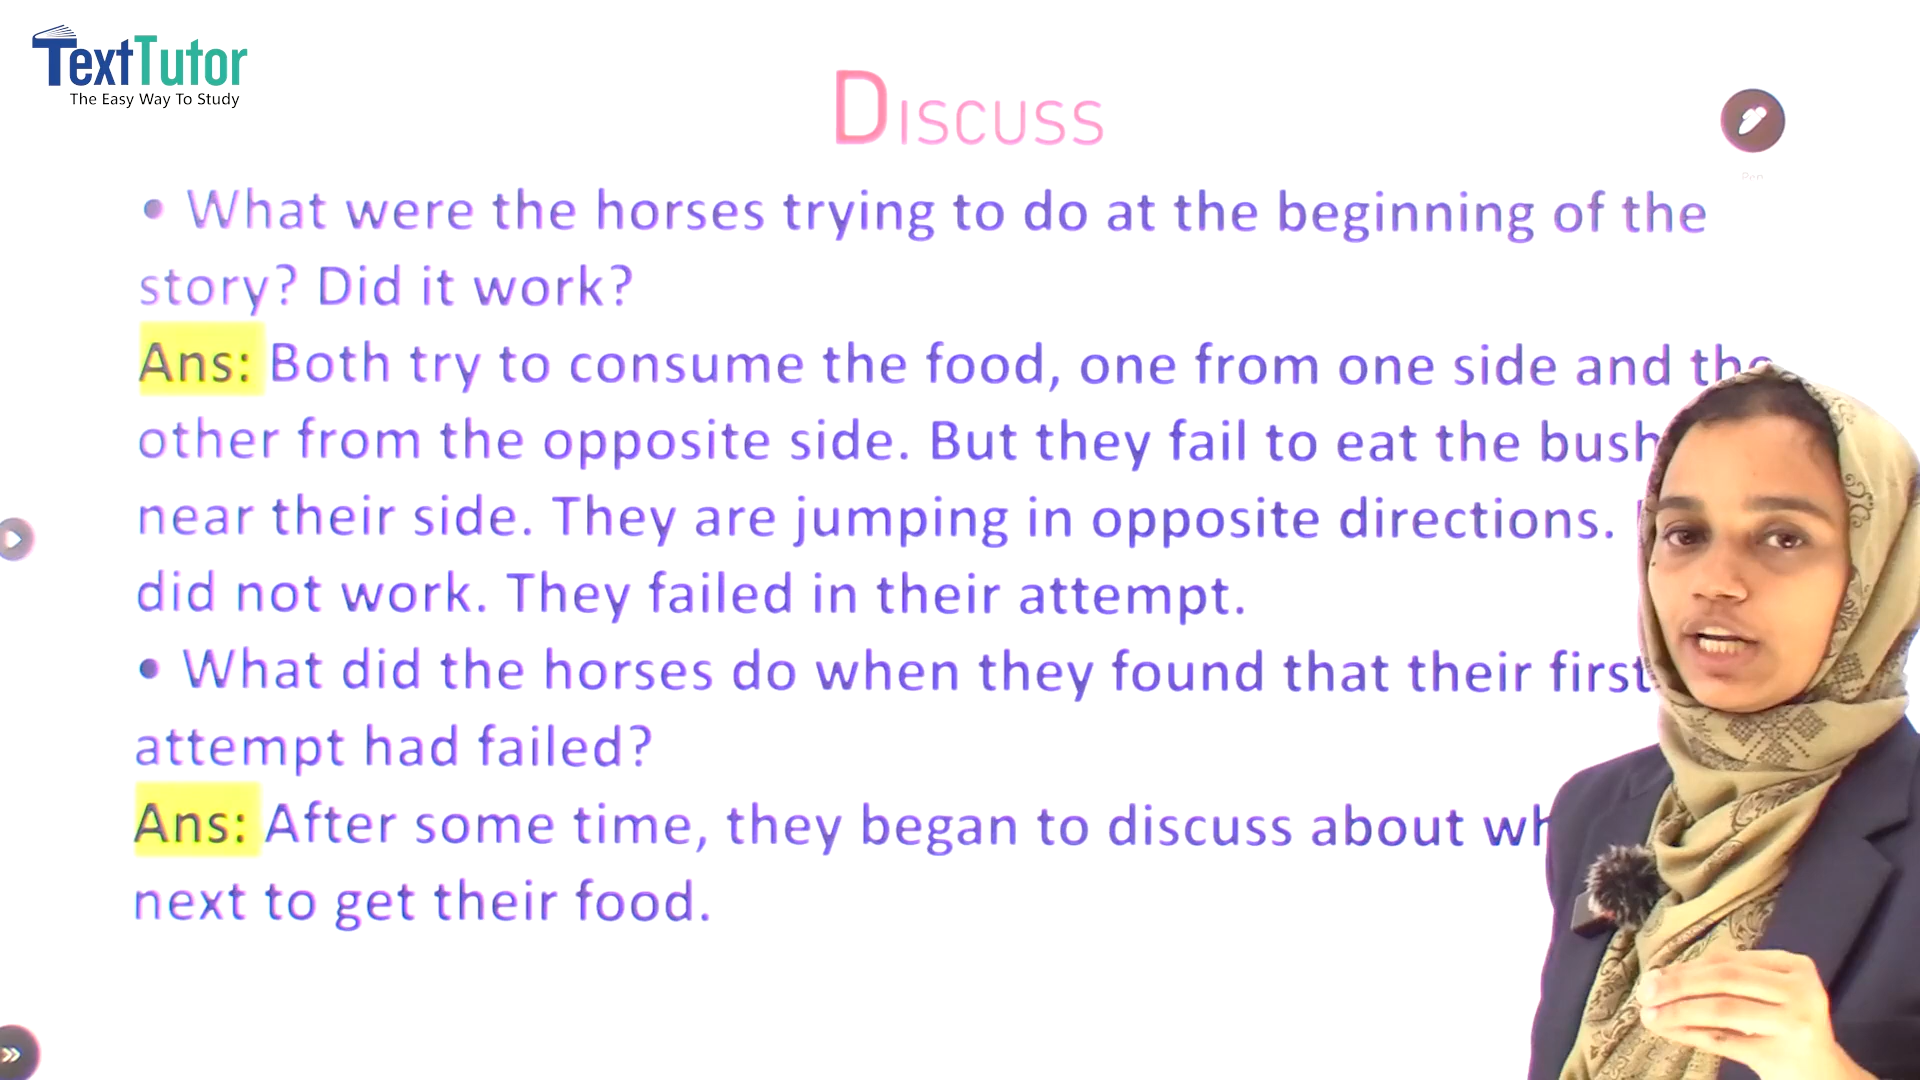 TextTutor
The Easy Way To Study
Discuss
• What were the horses trying to do at the beginning of the
story? Did it work?
Ans: Both try to consume the food, one from one side and the
other from the opposite side. But they fail to eat the bush
near their side. They are jumping in opposite directions.
did not work. They failed in their attempt.
• What did the horses do when they found that their first
attempt had failed?
Ans: After some time, they began to discuss about
next to get their food.